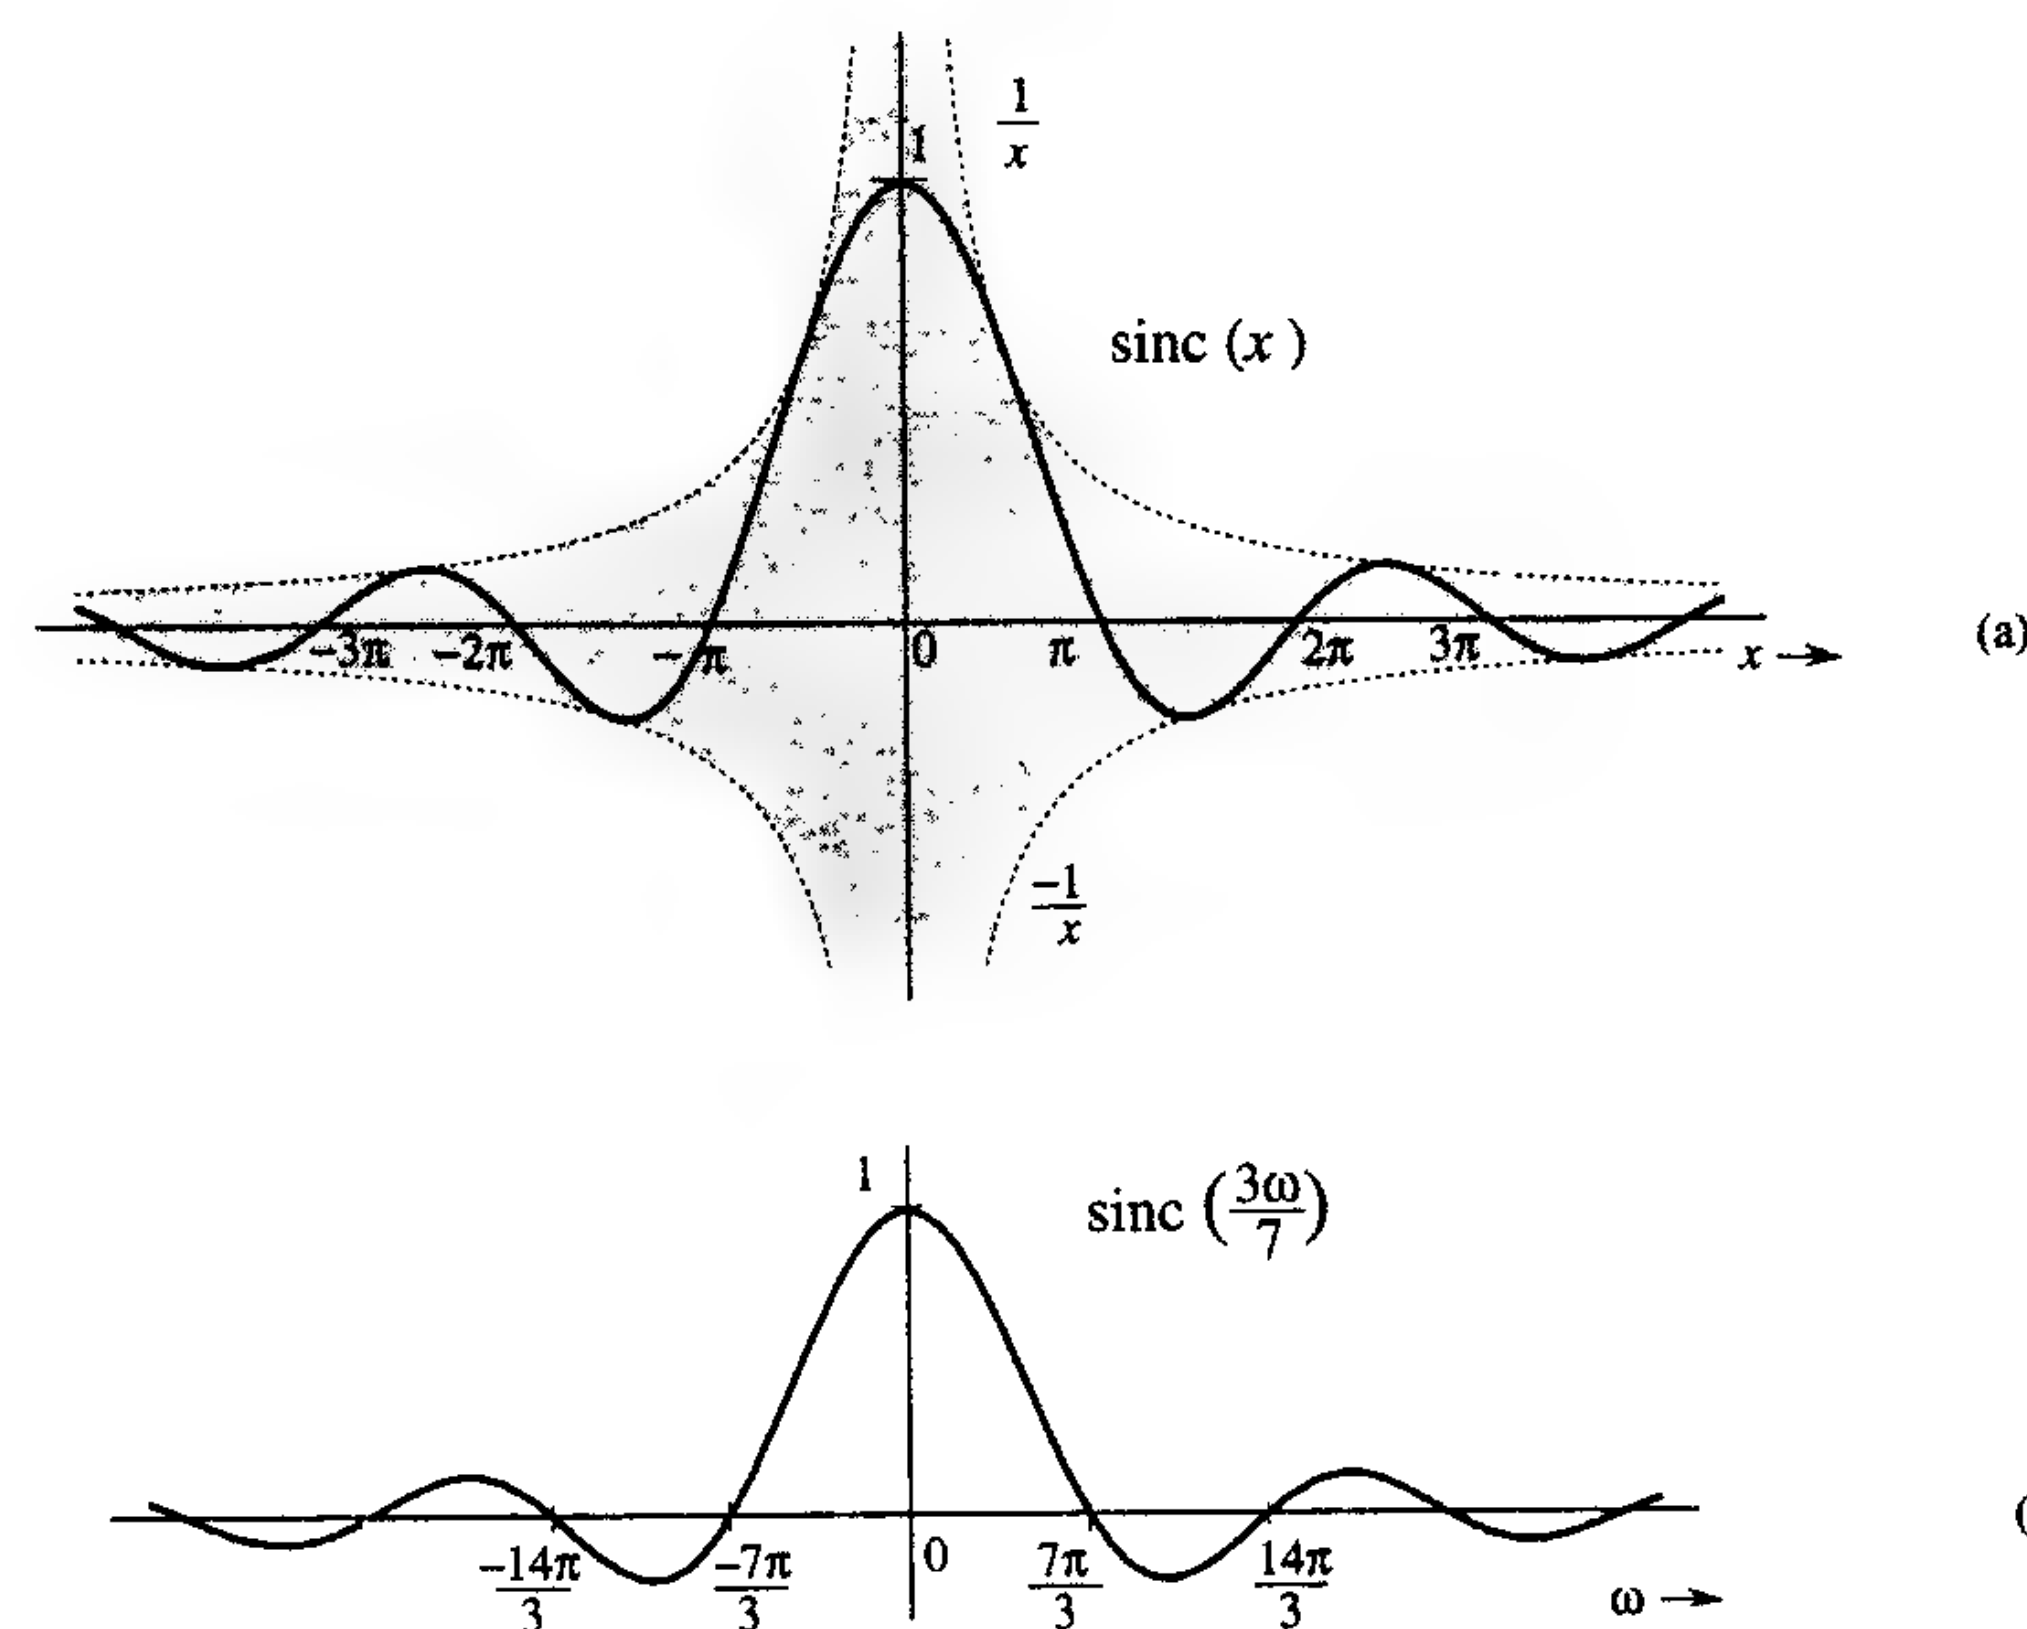 1
1/x
sinc (x)
−3π −2π −π 0 π 2π 3π x →
(a)
−1/x
1
sinc (3ω/7)
−14π/3 −7π/3 0 7π/3 14π/3 ω →
(